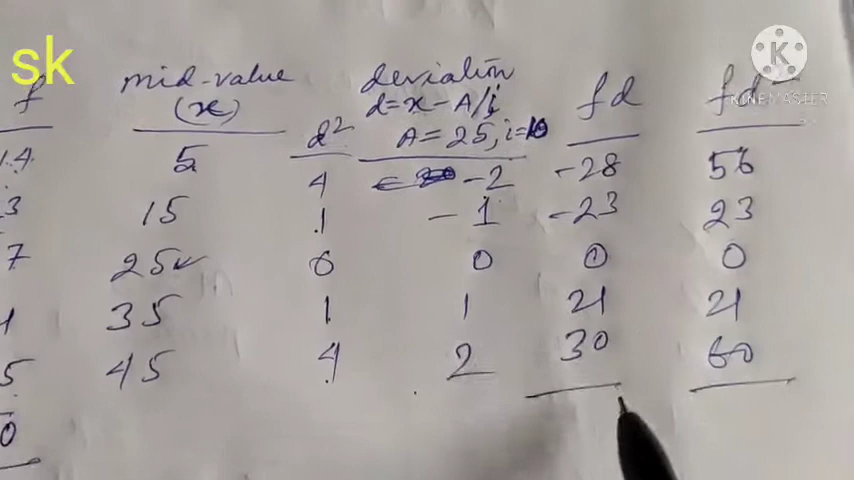 sk
KINEMASTER
f mid-value deviation fd fd²
(x) d=x-A/i
d² A=25, i=10
14 5 4 -2 -28 56
3 15 1 -1 -23 23
7 25 0 0 0 0
1 35 1 1 21 21
5 45 4 2 30 60
0